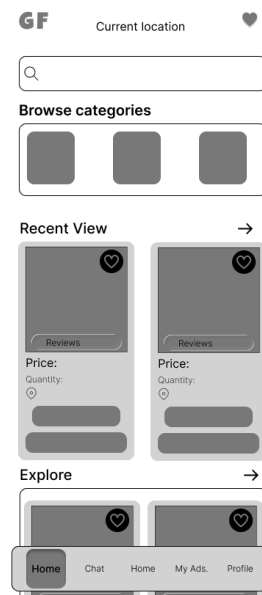 GF
Current location
Browse categories
Recent View
Reviews
Price:
Quantity:
Reviews
Price:
Quantity:
Explore
Home
Chat
Home
My Ads.
Profile